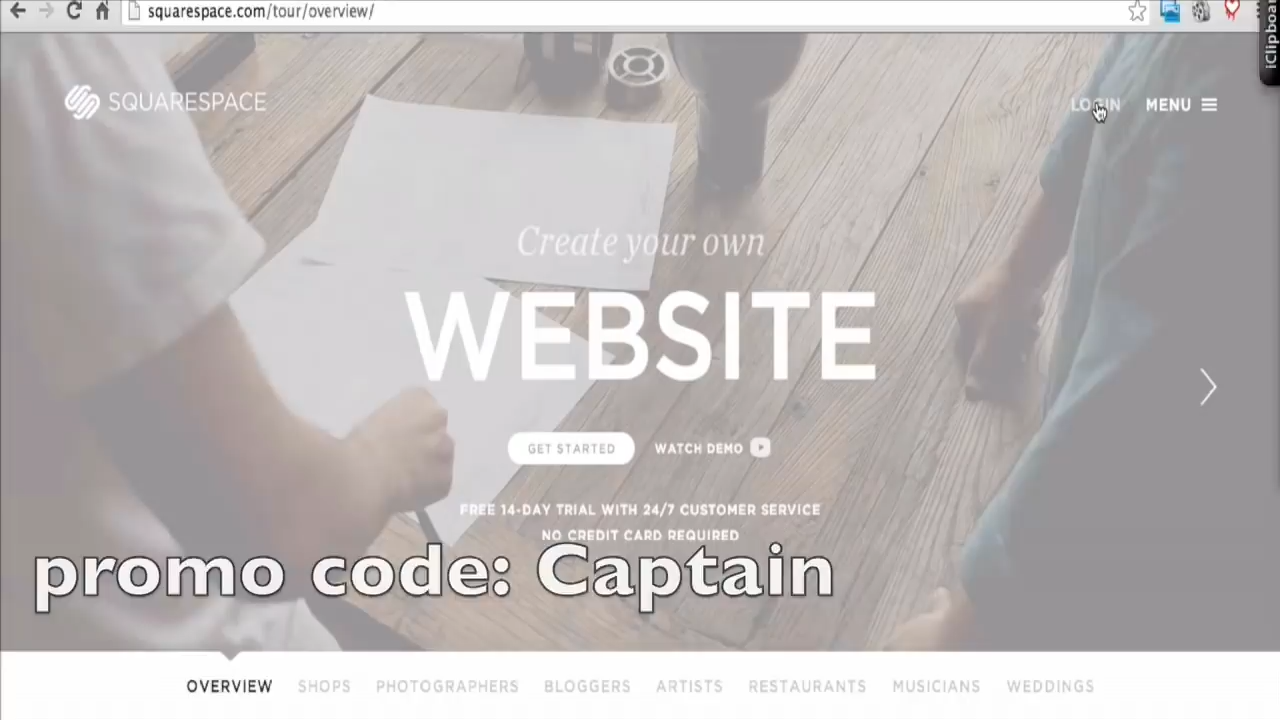 squarespace.com/tour/overview/
iClipboar
SQUARESPACE
LOGIN
MENU
Create your own
WEBSITE
GET STARTED
WATCH DEMO
FREE 14-DAY TRIAL WITH 24/7 CUSTOMER SERVICE
NO CREDIT CARD REQUIRED
promo code: Captain
OVERVIEW SHOPS PHOTOGRAPHERS BLOGGERS ARTISTS RESTAURANTS MUSICIANS WEDDINGS